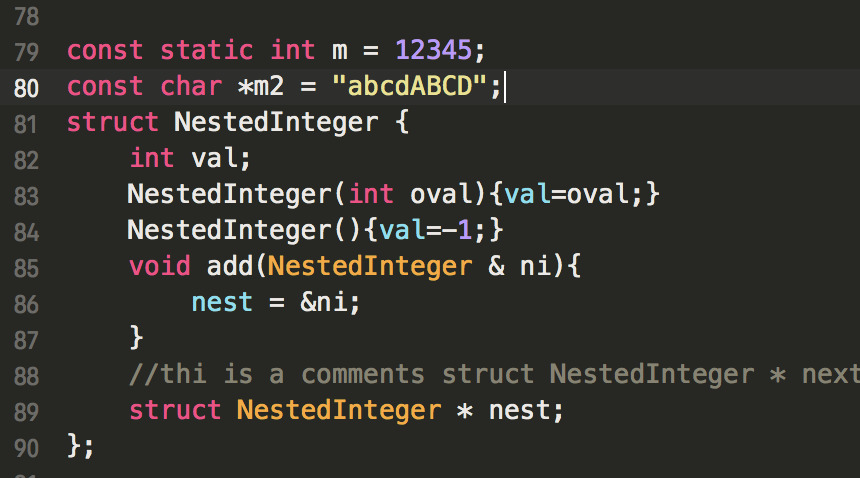 78
79 const static int m = 12345;
80 const char *m2 = "abcdABCD";
81 struct NestedInteger {
82     int val;
83     NestedInteger(int oval){val=oval;}
84     NestedInteger(){val=-1;}
85     void add(NestedInteger & ni){
86         nest = &ni;
87     }
88     //thi is a comments struct NestedInteger * next
89     struct NestedInteger * nest;
90 };